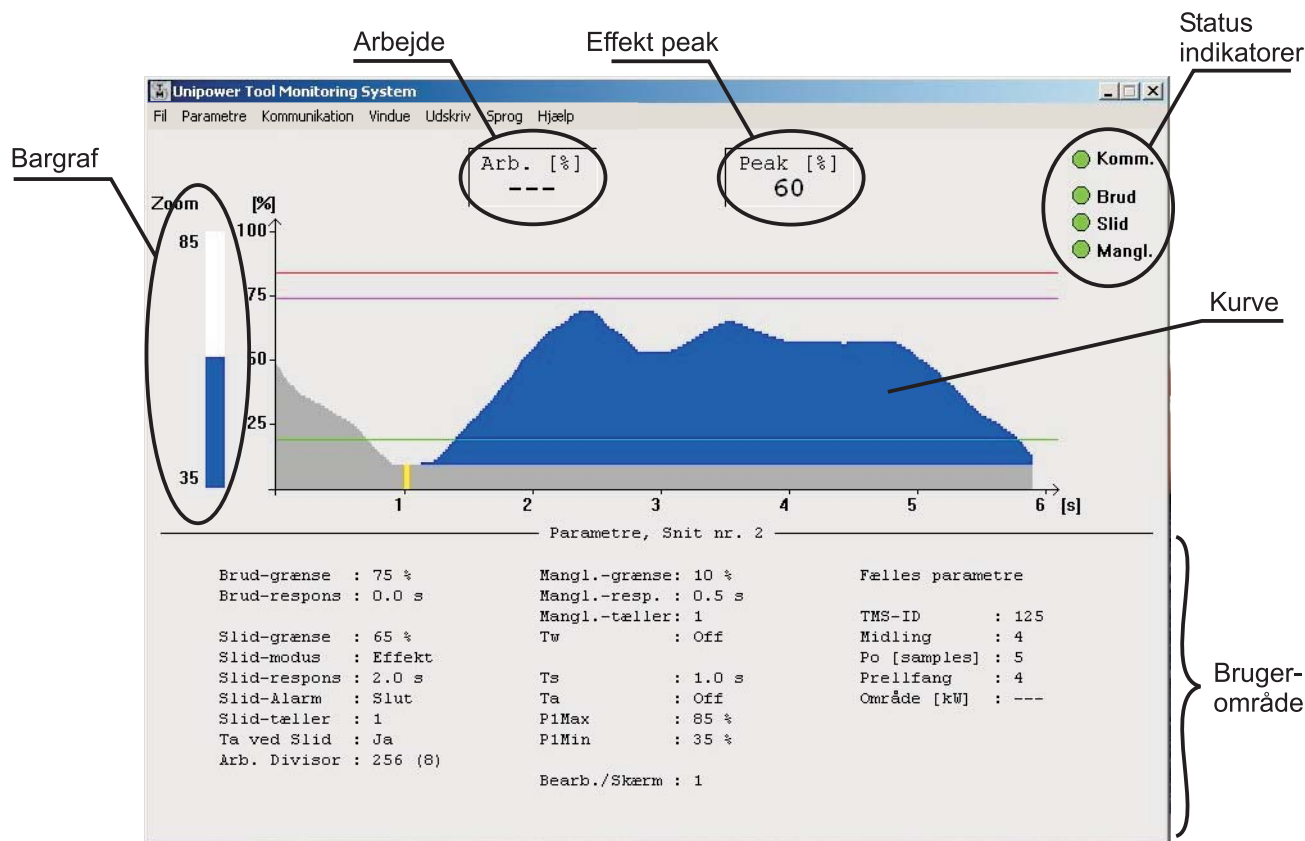 Status
indikatorer
Arbejde
Effekt peak
Unipower Tool Monitoring System
Fil Parametre Kommunikation Vindue Udskriv Sprog Hjælp
Bargraf
Arb. [%]
---
Peak [%]
60
Komm.
Brud
Slid
Mangl.
Zoom
85
35
[%]
100
75
50
25
1 2 3 4 5 6 [s]
Kurve
Parametre, Snit nr. 2
Brud-grænse : 75 %
Brud-respons : 0.0 s
Slid-grænse : 65 %
Slid-modus : Effekt
Slid-respons : 2.0 s
Slid-Alarm : Slut
Slid-tæller : 1
Ta ved Slid : Ja
Arb. Divisor : 256 (8)
Mangl.-grænse: 10 %
Mangl.-resp. : 0.5 s
Mangl.-tæller: 1
Tw : Off
Ts : 1.0 s
Ta : Off
P1Max : 85 %
P1Min : 35 %
Bearb./Skærm : 1
Fælles parametre
TMS-ID : 125
Midling : 4
Po [samples] : 5
Prellfang : 4
Område [kW] : ---
Bruger-
område